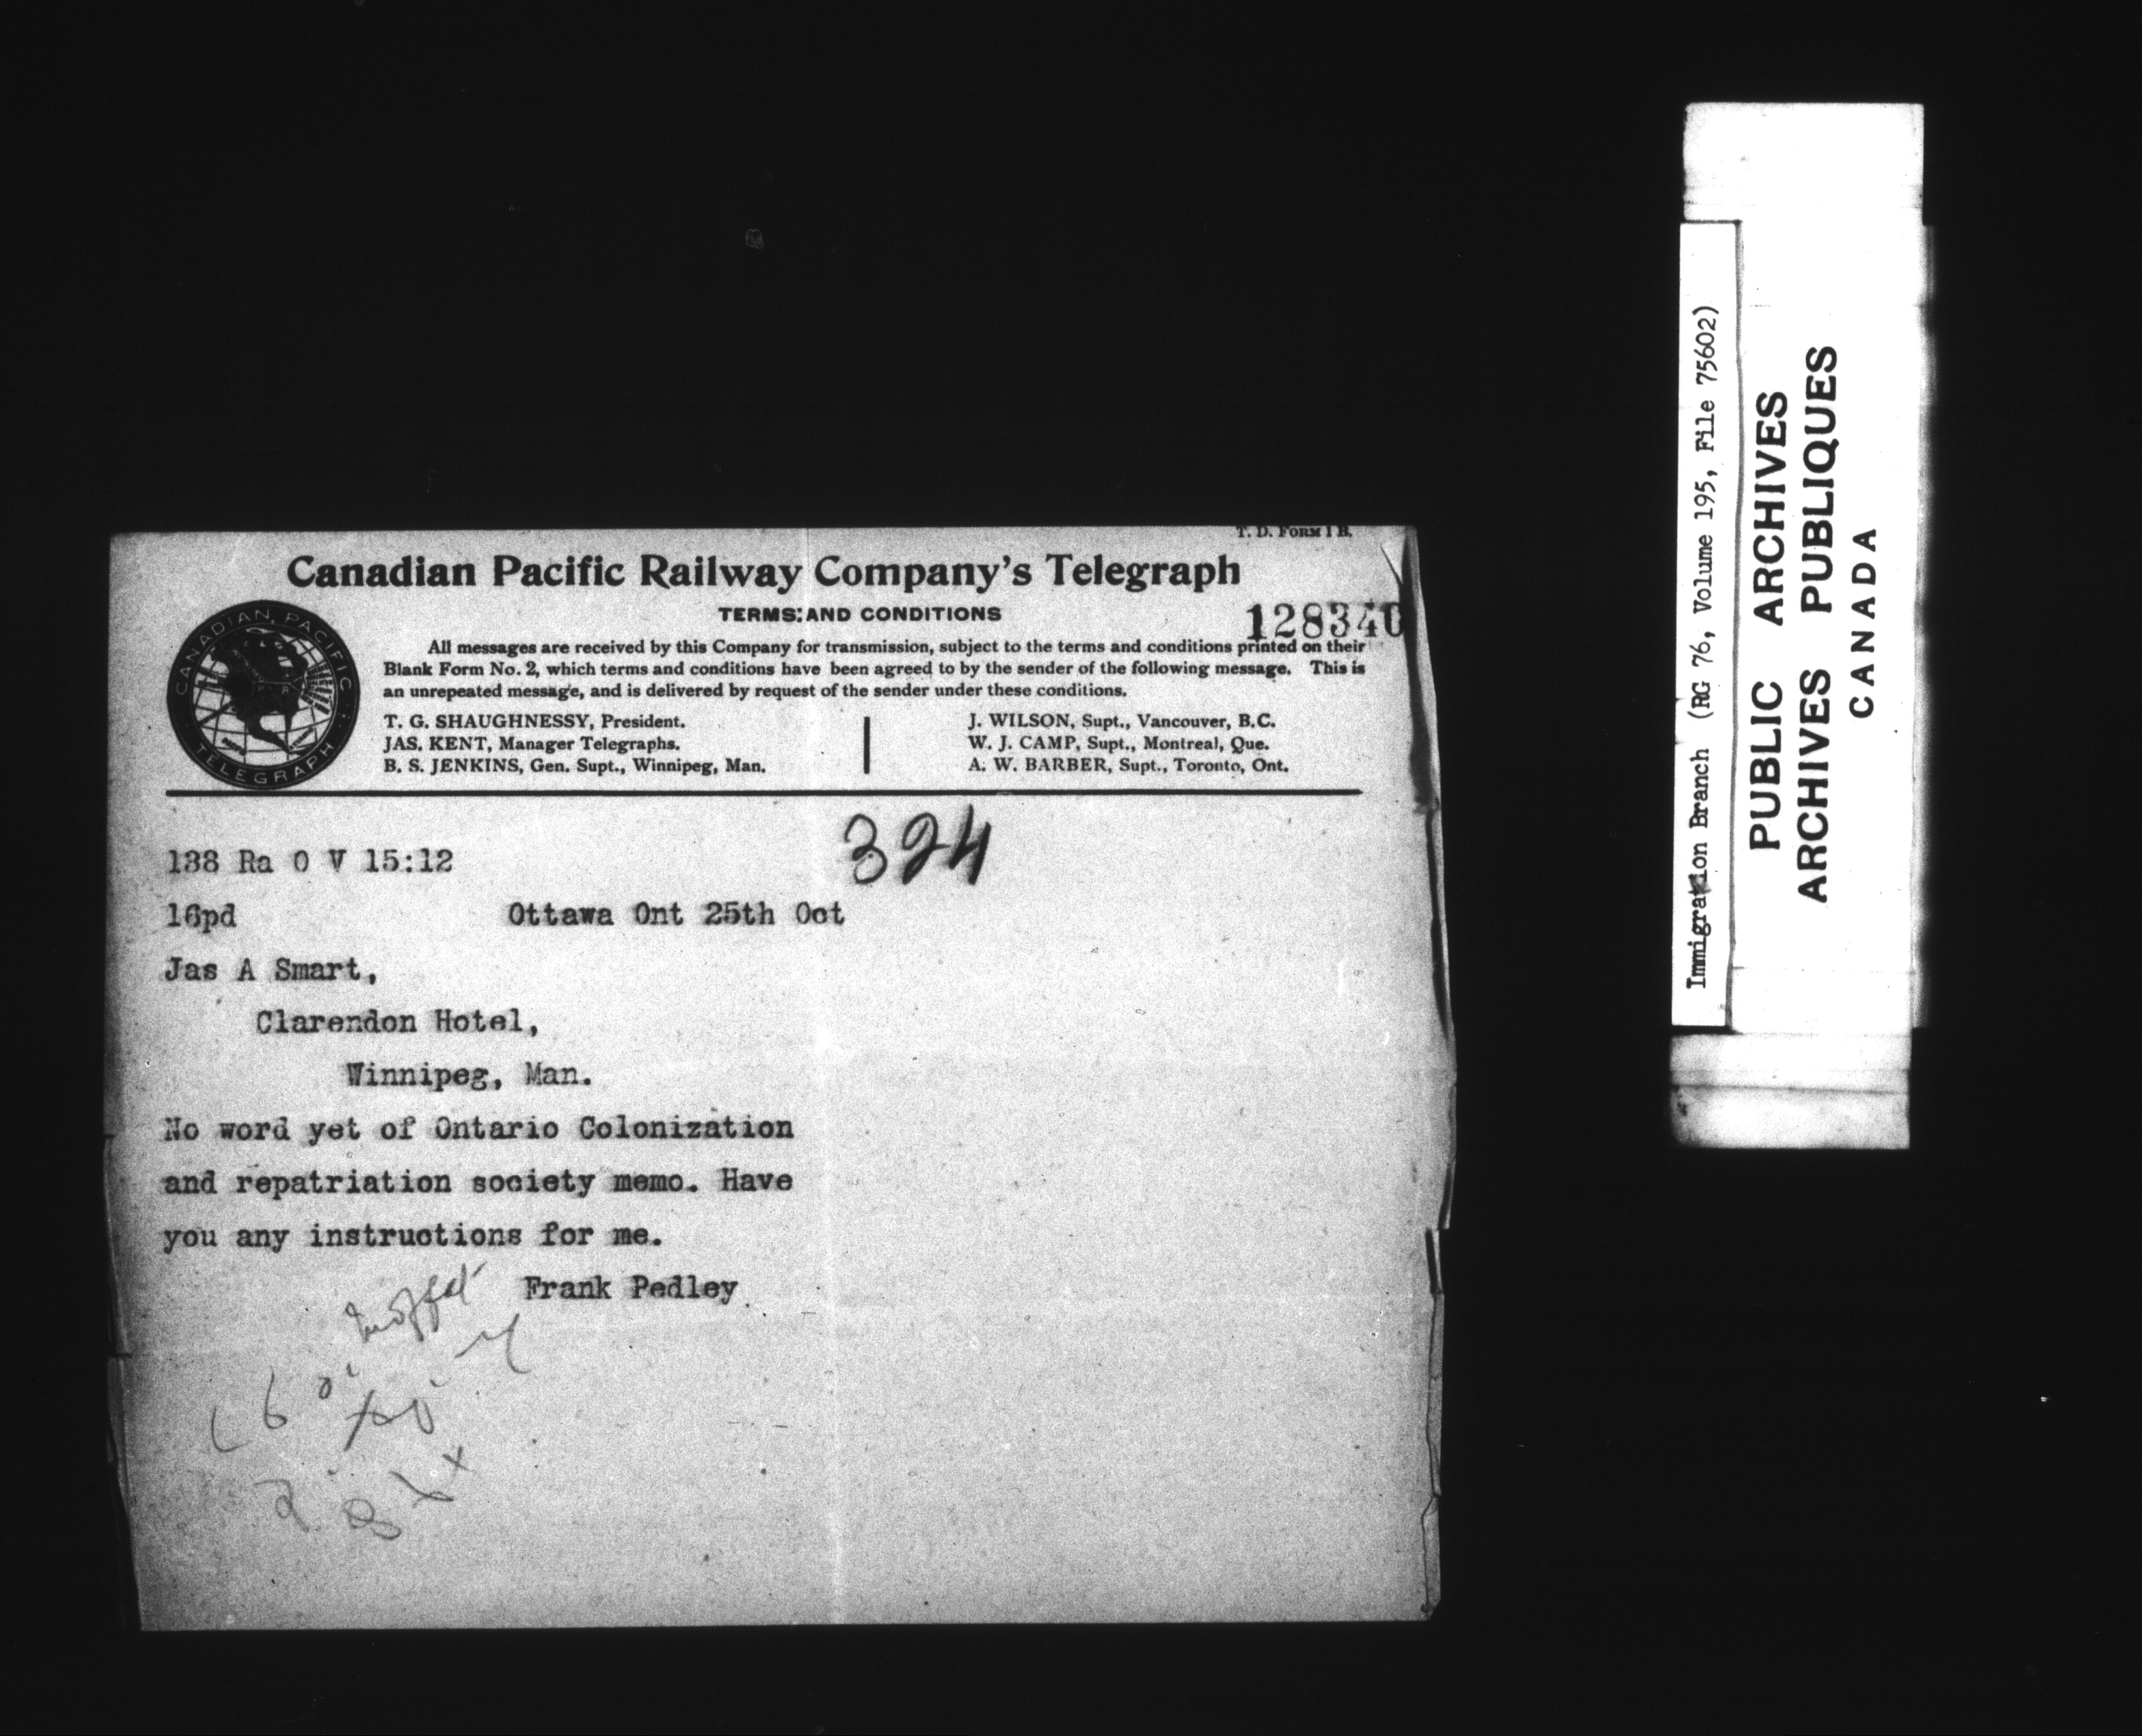 T. D. FORM 1 B.
Canadian Pacific Railway Company's Telegraph
TERMS AND CONDITIONS
128340
All messages are received by this Company for transmission, subject to the terms and conditions printed on their
Blank Form No. 2, which terms and conditions have been agreed to by the sender of the following message. This is
an unrepeated message, and is delivered by request of the sender under these conditions.
T. G. SHAUGHNESSY, President.
JAS. KENT, Manager Telegraphs.
B. S. JENKINS, Gen. Supt., Winnipeg, Man.
J. WILSON, Supt., Vancouver, B.C.
W. J. CAMP, Supt., Montreal, Que.
A. W. BARBER, Supt., Toronto, Ont.
CANADIAN PACIFIC
TELEGRAPH
324
138 Ra O V 15:12
16pd Ottawa Ont 25th Oct
Jas A Smart,
Clarendon Hotel,
Winnipeg, Man.
No word yet of Ontario Colonization
and repatriation society memo. Have
you any instructions for me.
Frank Pedley
Immigration Branch (RG 76, Volume 195, File 75602)
PUBLIC ARCHIVES
ARCHIVES PUBLIQUES
CANADA